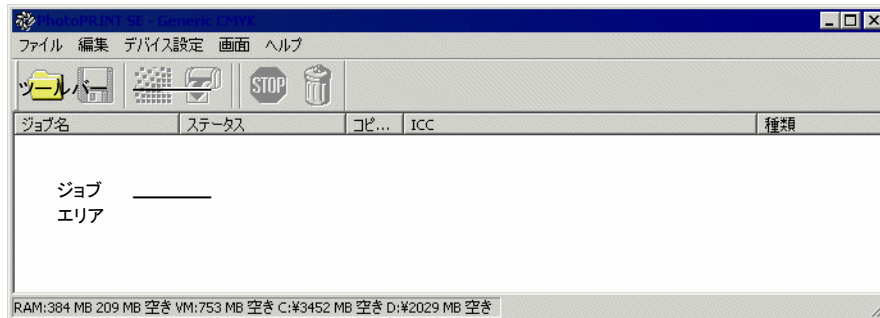 PhotoPRINT SE - Generic CMYK
ファイル 編集 デバイス設定 画面 ヘルプ
ツールバー
STOP
ジョブ名 ステータス コピ... ICC 種類
ジョブ
エリア
RAM:384 MB 209 MB 空き VM:753 MB 空き C:¥3452 MB 空き D:¥2029 MB 空き